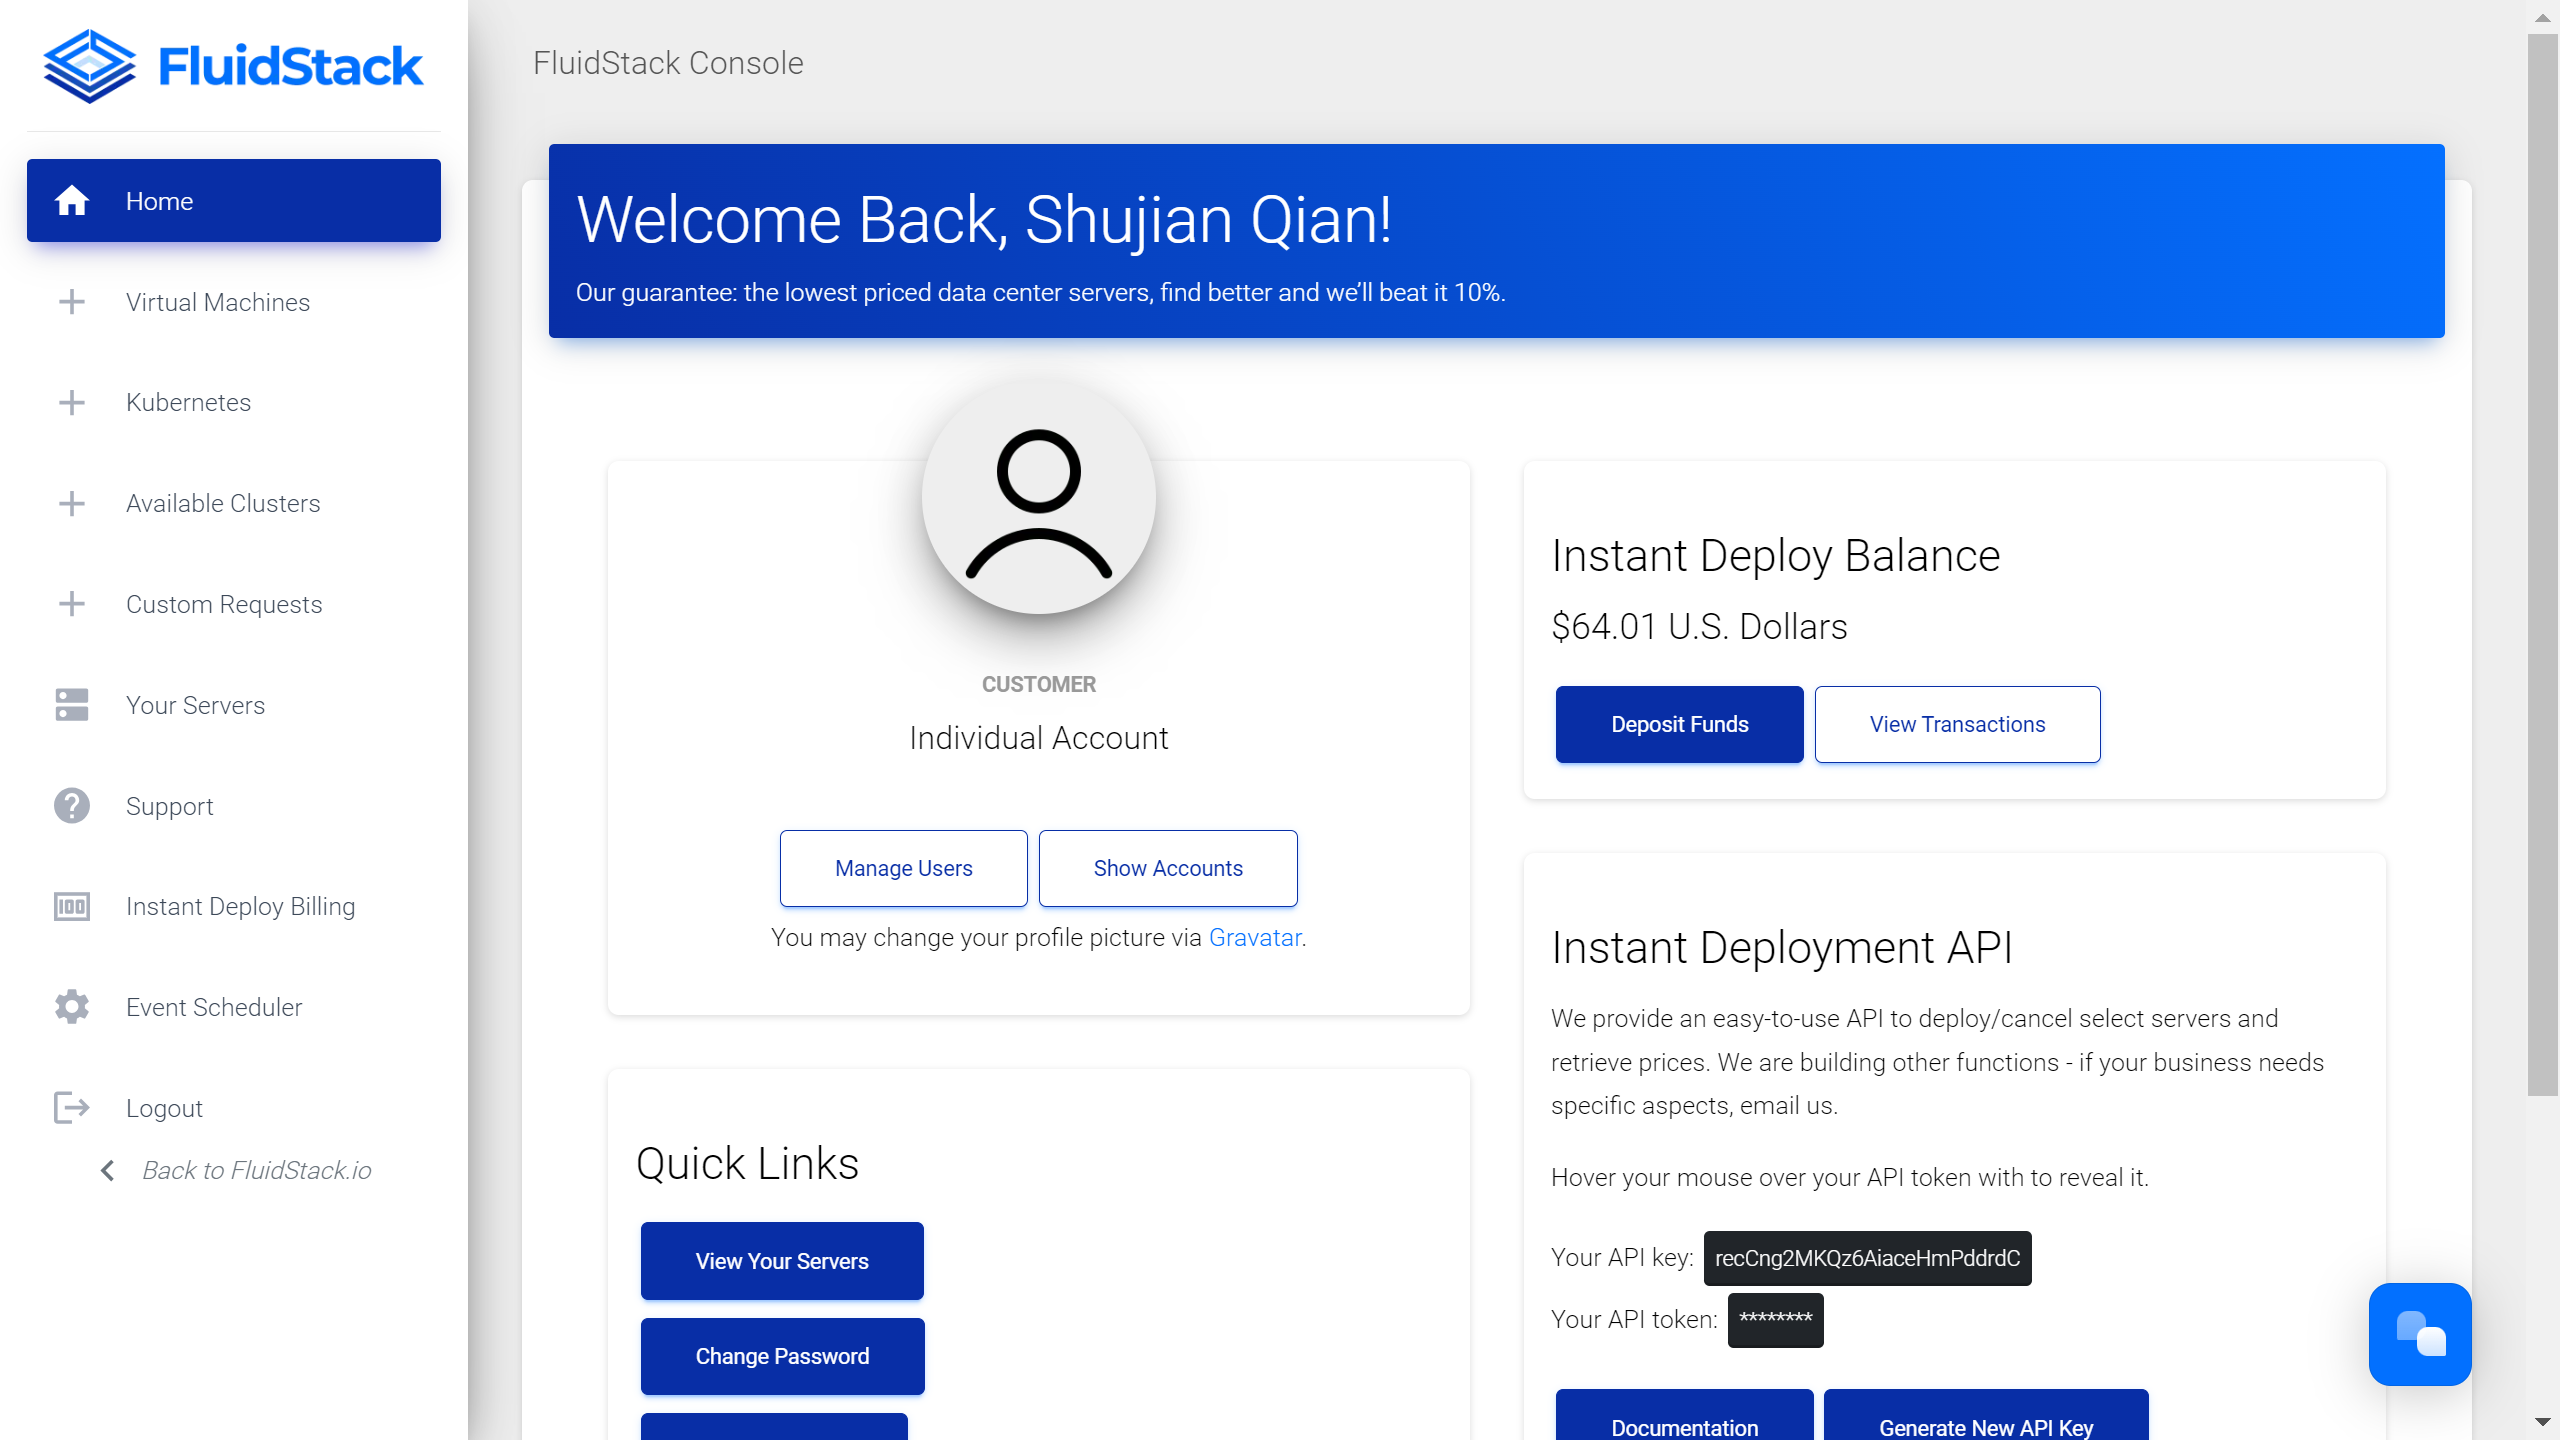 FluidStack
Home
Virtual Machines
Kubernetes
Available Clusters
Custom Requests
Your Servers
Support
100
Instant Deploy Billing
Event Scheduler
Logout
Back to FluidStack.io
FluidStack Console
Welcome Back, Shujian Qian!
Our guarantee: the lowest priced data center servers, find better and we’ll beat it 10%.
CUSTOMER
Individual Account
Manage Users
Show Accounts
You may change your profile picture via Gravatar.
Quick Links
View Your Servers
Change Password
Instant Deploy Balance
$64.01 U.S. Dollars
Deposit Funds
View Transactions
Instant Deployment API
We provide an easy-to-use API to deploy/cancel select servers and
retrieve prices. We are building other functions - if your business needs
specific aspects, email us.
Hover your mouse over your API token with to reveal it.
Your API key: recCng2MKQz6AiaceHmPddrdC
Your API token: ********
Documentation
Generate New API Key